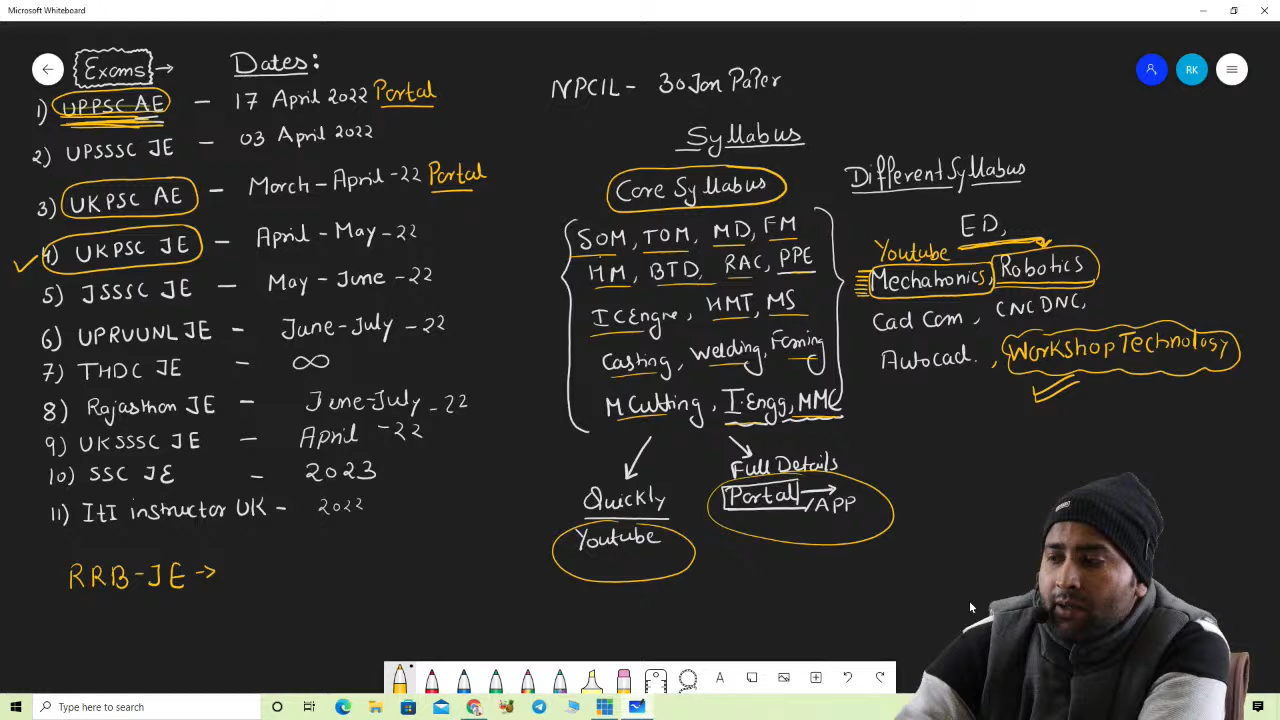 Microsoft Whiteboard
Exams → Dates:
1) UPPSC AE – 17 April 2022 Portal
2) UPSSSC JE – 03 April 2022
3) UKPSC AE – March – April -22 Portal
4) UKPSC JE – April – May -22
5) JSSSC JE – May – June -22
6) UPRVUNL JE – June-July -22
7) THDC JE – ∞
8) Rajasthan JE – June-July -22
9) UKSSSC JE – April -22
10) SSC JE – 2023
11) ItI instructor UK – 2022
RRB-JE →
NPCIL – 30 Jan Paper
Syllabus
Core Syllabus
SOM, TOM, MD, FM
HM, BTD, RAC, PPE
IC Engne, HMT, MS
Casting, Welding, Foming
M Cutting, I.Engg, MMC
Quickly
Youtube
Full Details
Portal → /APP
Different Syllabus
ED,
Youtube
Mechatronics, Robotics
Cad Cam, CNC DNC,
Autocad., Workshop Technology
RK
Type here to search